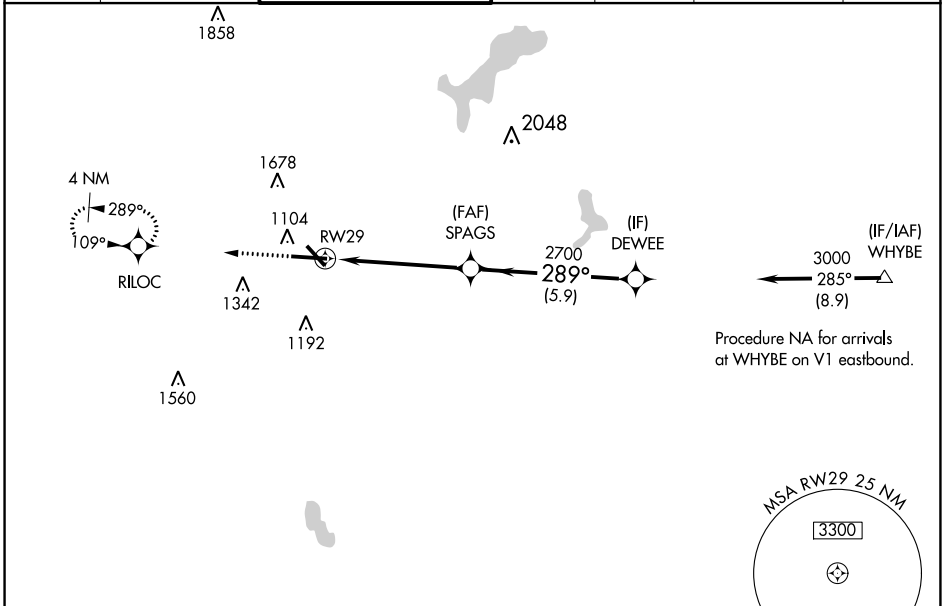 1858
2048
1678
4 NM
289°
109°
RILOC
1104
RW29
(FAF)
SPAGS
(IF)
DEWEE
2700
289°
(5.9)
(IF/IAF)
WHYBE
3000
285°
(8.9)
1342
1192
Procedure NA for arrivals
at WHYBE on V1 eastbound.
1560
MSA RW29 25 NM
3300